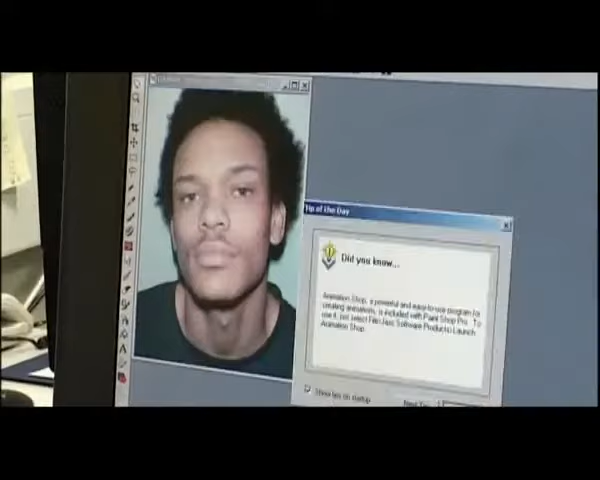 Tip of the Day
Did you know...
Animation Shop, a powerful and easy-to-use program for
creating animations, is included with Paint Shop Pro. To
use it, just select File/Jasc Software Products/Launch
Animation Shop.
Show tips on startup
Next Tip